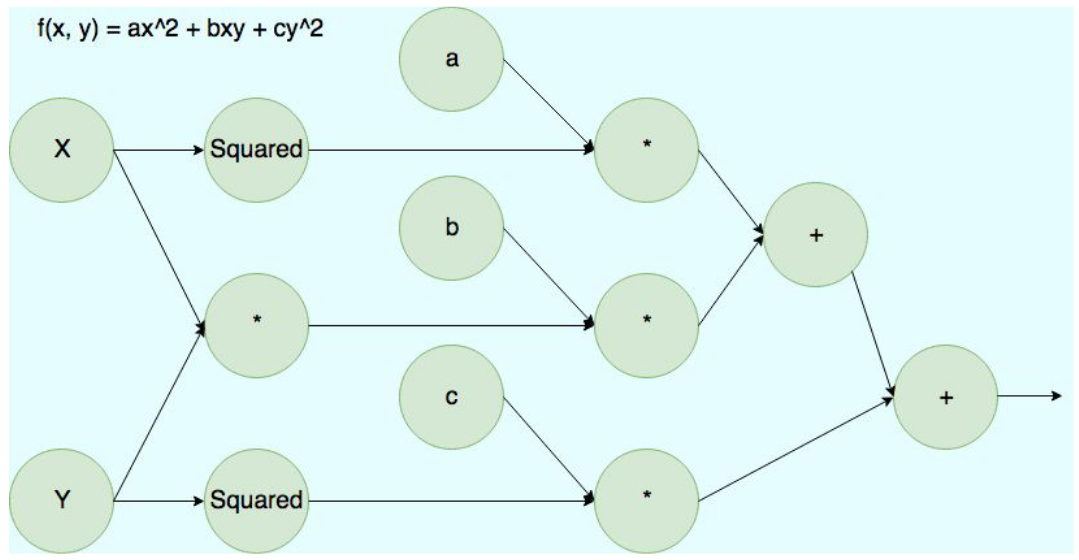 f(x, y) = ax^2 + bxy + cy^2
a
X
Squared
*
b
+
*
*
c
+
Y
Squared
*